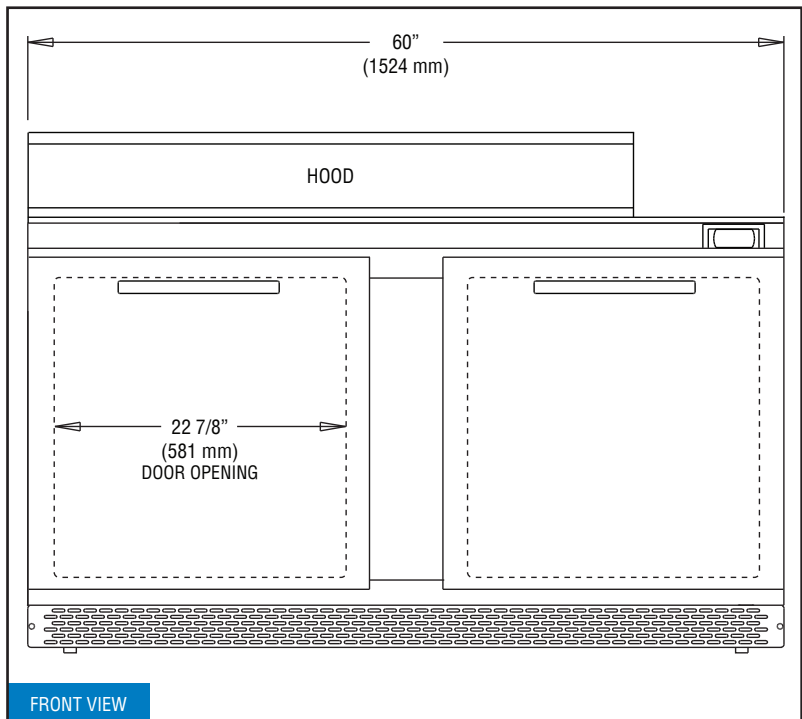 60”
(1524 mm)
HOOD
22 7/8”
(581 mm)
DOOR OPENING
FRONT VIEW